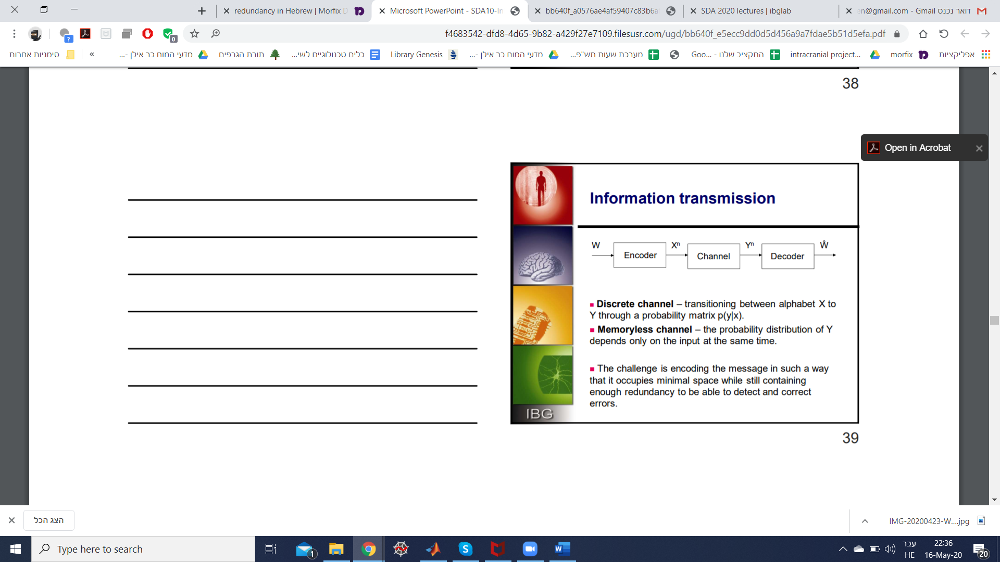 redundancy in Hebrew | Morfix D
Microsoft PowerPoint - SDA10-In
bb640f_a0576ae4af59407c83b6a
SDA 2020 lectures | ibglab
דואר נכנס - en@gmail.com - Gmail
f4683542-dfd8-4d65-9b82-a429f27e7109.filesusr.com/ugd/bb640f_e5ecc9dd0d5d456a9a7fdae5b51d5efa.pdf
?
0
אפליקציות
morfix
intracranial project...
התקציב שלנו - Goo...
מערכת שעות תש"פ...
מדעי המוח בר אילן -...
Library Genesis
כלים טכנולוגיים לשי...
תורת הגרפים
מדעי המוח בר אילן -...
»
סימניות אחרות
38
Open in Acrobat
Information transmission
W
Encoder
Xⁿ
Channel
Yⁿ
Decoder
Ŵ
Discrete channel – transitioning between alphabet X to
Y through a probability matrix p(y|x).
Memoryless channel – the probability distribution of Y
depends only on the input at the same time.
The challenge is encoding the message in such a way
that it occupies minimal space while still containing
enough redundancy to be able to detect and correct
errors.
IBG
39
הצג הכל
IMG-20200423-W....jpg
Type here to search
1
S
W
עבר
HE
22:36
16-May-20
20